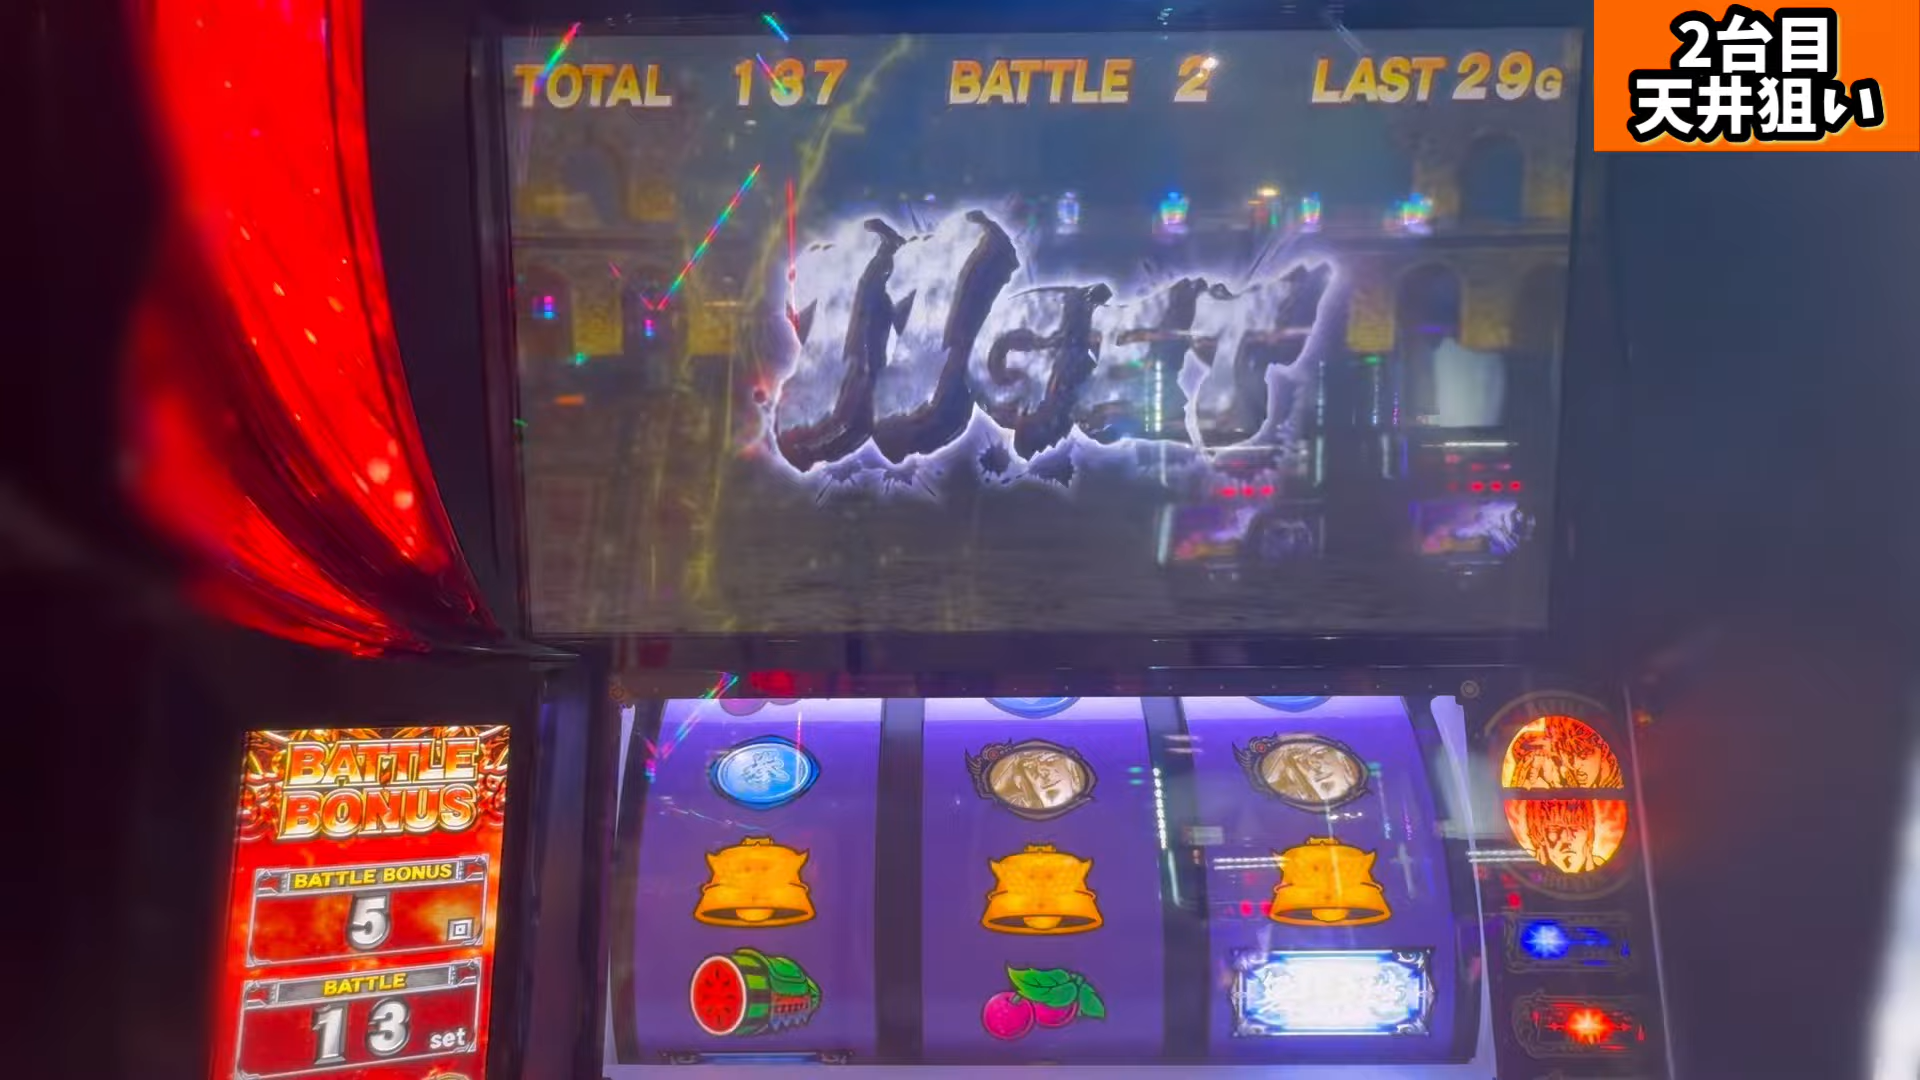 2台目
天井狙い
TOTAL 137 BATTLE 2 LAST 29G
BATTLE
BONUS
BATTLE BONUS
5回
BATTLE
13 set